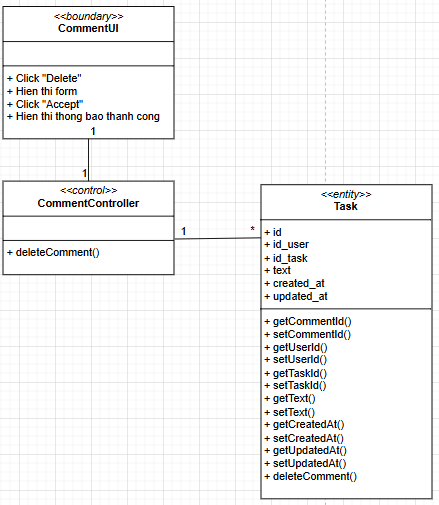 <<boundary>>
CommentUI
+ Click "Delete"
+ Hien thi form
+ Click "Accept"
+ Hien thi thong bao thanh cong
1
1
<<control>>
CommentController
+ deleteComment()
1
*
<<entity>>
Task
+ id
+ id_user
+ id_task
+ text
+ created_at
+ updated_at
+ getCommentId()
+ setCommentId()
+ getUserId()
+ setUserId()
+ getTaskId()
+ setTaskId()
+ getText()
+ setText()
+ getCreatedAt()
+ setCreatedAt()
+ getUpdatedAt()
+ setUpdatedAt()
+ deleteComment()